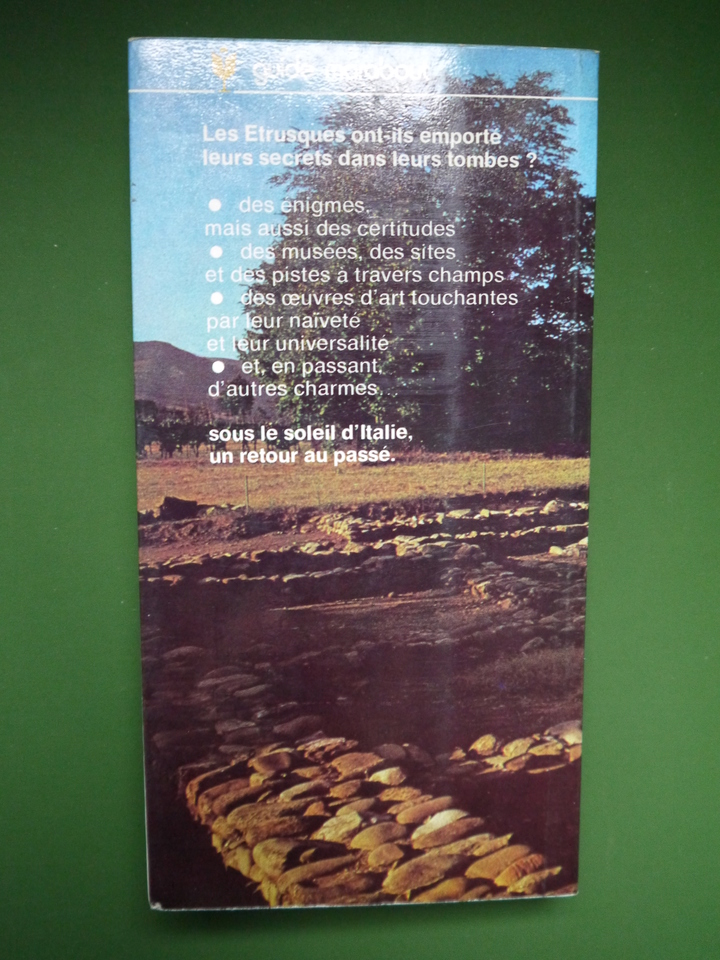 guide marabout
Les Etrusques ont-ils emporté
leurs secrets dans leurs tombes ?
● des énigmes,
mais aussi des certitudes
● des musées, des sites
et des pistes à travers champs
● des œuvres d'art touchantes
par leur naïveté
et leur universalité
● et, en passant,
d'autres charmes...
sous le soleil d'Italie,
un retour au passé.